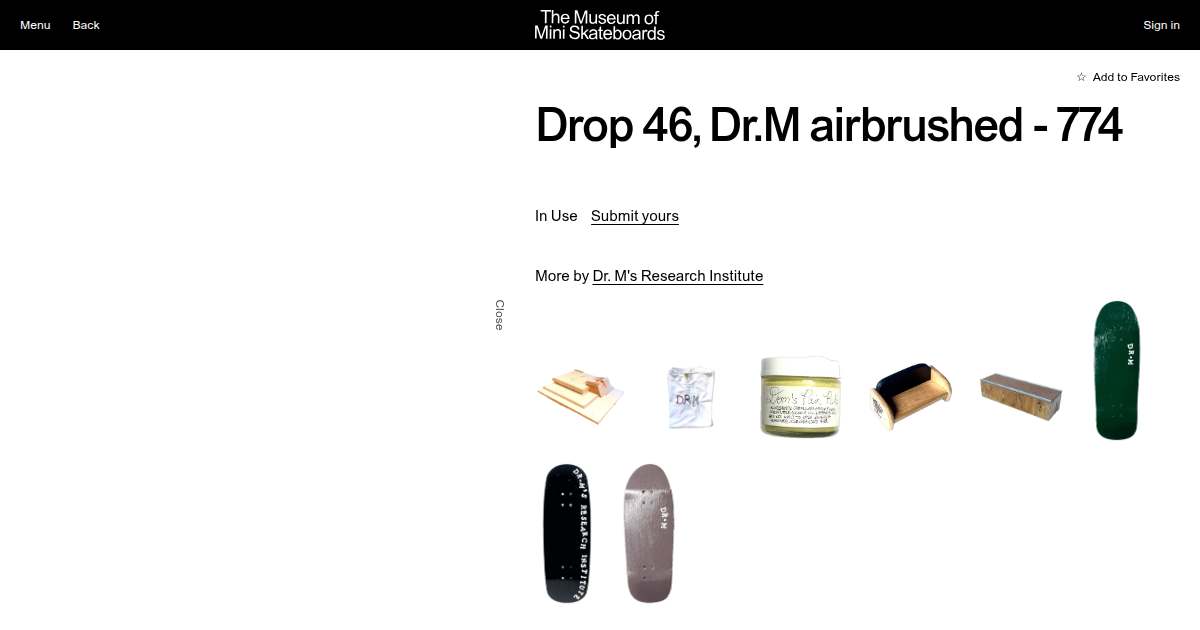 Menu
Back
The Museum of
Mini Skateboards
Sign in
☆ Add to Favorites
Drop 46, Dr.M airbrushed - 774
In Use
Submit yours
More by Dr. M's Research Institute
Close
DR M
DR•M
DR•M'S RESEARCH INSTITUTE
DR•M